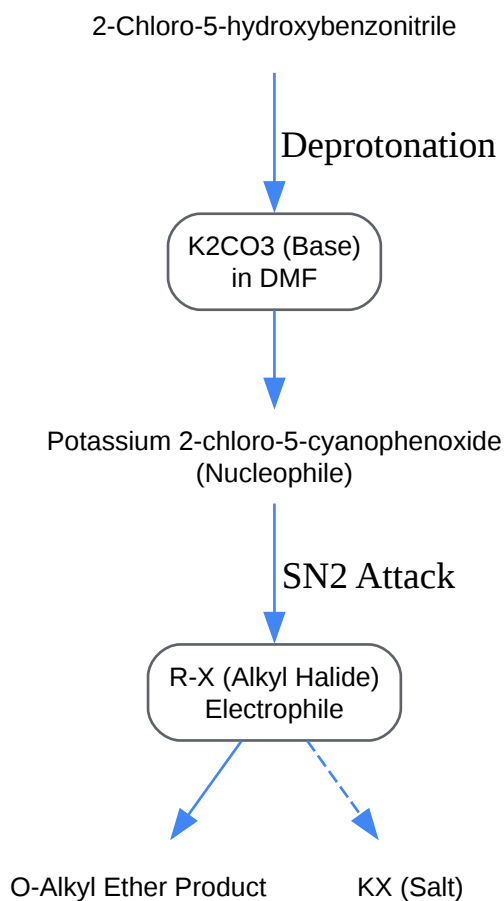 2-Chloro-5-hydroxybenzonitrile
Deprotonation
K2CO3 (Base)
in DMF
Potassium 2-chloro-5-cyanophenoxide
(Nucleophile)
SN2 Attack
R-X (Alkyl Halide)
Electrophile
O-Alkyl Ether Product
KX (Salt)